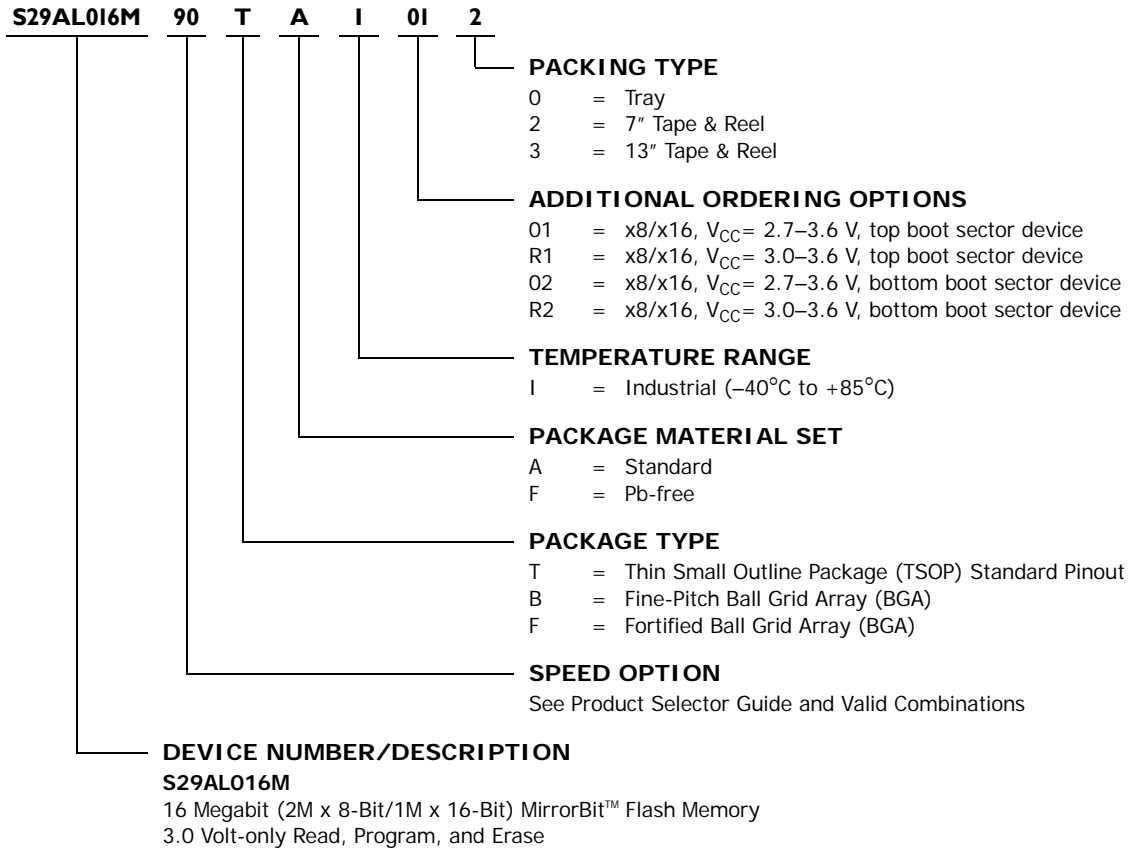 S29AL016M 90 T A I 01 2
PACKING TYPE
0 = Tray
2 = 7″ Tape & Reel
3 = 13″ Tape & Reel
ADDITIONAL ORDERING OPTIONS
01 = x8/x16, VCC= 2.7–3.6 V, top boot sector device
R1 = x8/x16, VCC= 3.0–3.6 V, top boot sector device
02 = x8/x16, VCC= 2.7–3.6 V, bottom boot sector device
R2 = x8/x16, VCC= 3.0–3.6 V, bottom boot sector device
TEMPERATURE RANGE
I = Industrial (–40°C to +85°C)
PACKAGE MATERIAL SET
A = Standard
F = Pb-free
PACKAGE TYPE
T = Thin Small Outline Package (TSOP) Standard Pinout
B = Fine-Pitch Ball Grid Array (BGA)
F = Fortified Ball Grid Array (BGA)
SPEED OPTION
See Product Selector Guide and Valid Combinations
DEVICE NUMBER/DESCRIPTION
S29AL016M
16 Megabit (2M x 8-Bit/1M x 16-Bit) MirrorBit™ Flash Memory
3.0 Volt-only Read, Program, and Erase